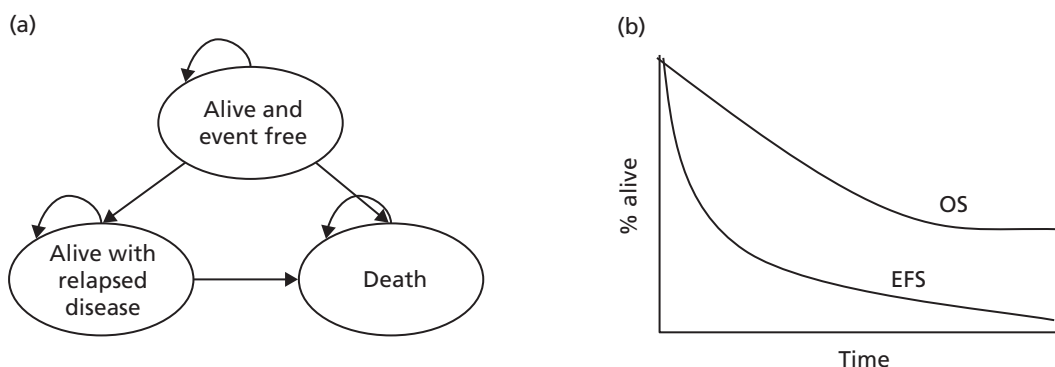 (a)
Alive and
event free
Alive with
relapsed
disease
Death
(b)
% alive
OS
EFS
Time